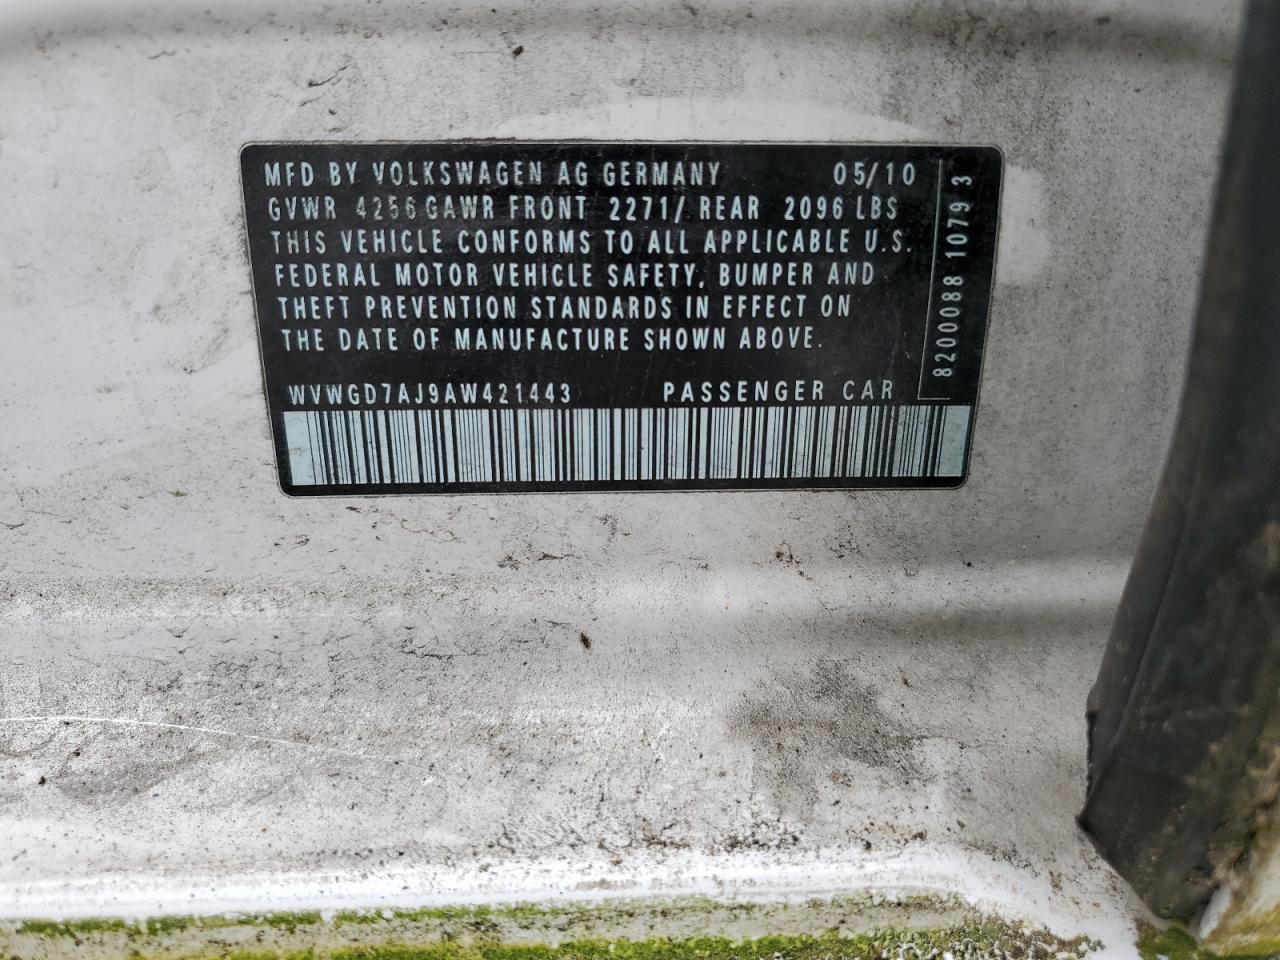 MFD BY VOLKSWAGEN AG GERMANY 05/10
GVWR 4256 GAWR FRONT 2271/ REAR 2096 LBS
THIS VEHICLE CONFORMS TO ALL APPLICABLE U.S.
FEDERAL MOTOR VEHICLE SAFETY, BUMPER AND
THEFT PREVENTION STANDARDS IN EFFECT ON
THE DATE OF MANUFACTURE SHOWN ABOVE.
WVWGD7AJ9AW421443 PASSENGER CAR
82000088 1079 3